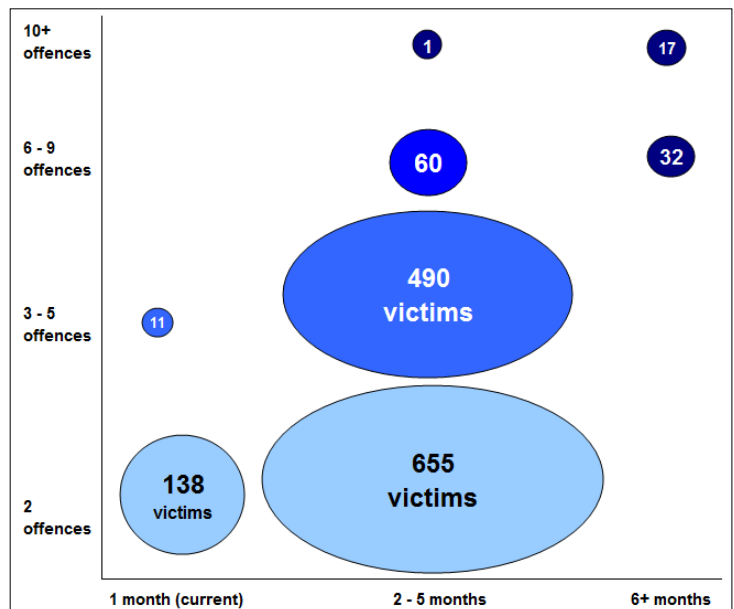 10+
offences
1
17
6 - 9
offences
60
32
490
victims
3 - 5
offences
11
655
victims
138
victims
2
offences
1 month (current)
2 - 5 months
6+ months